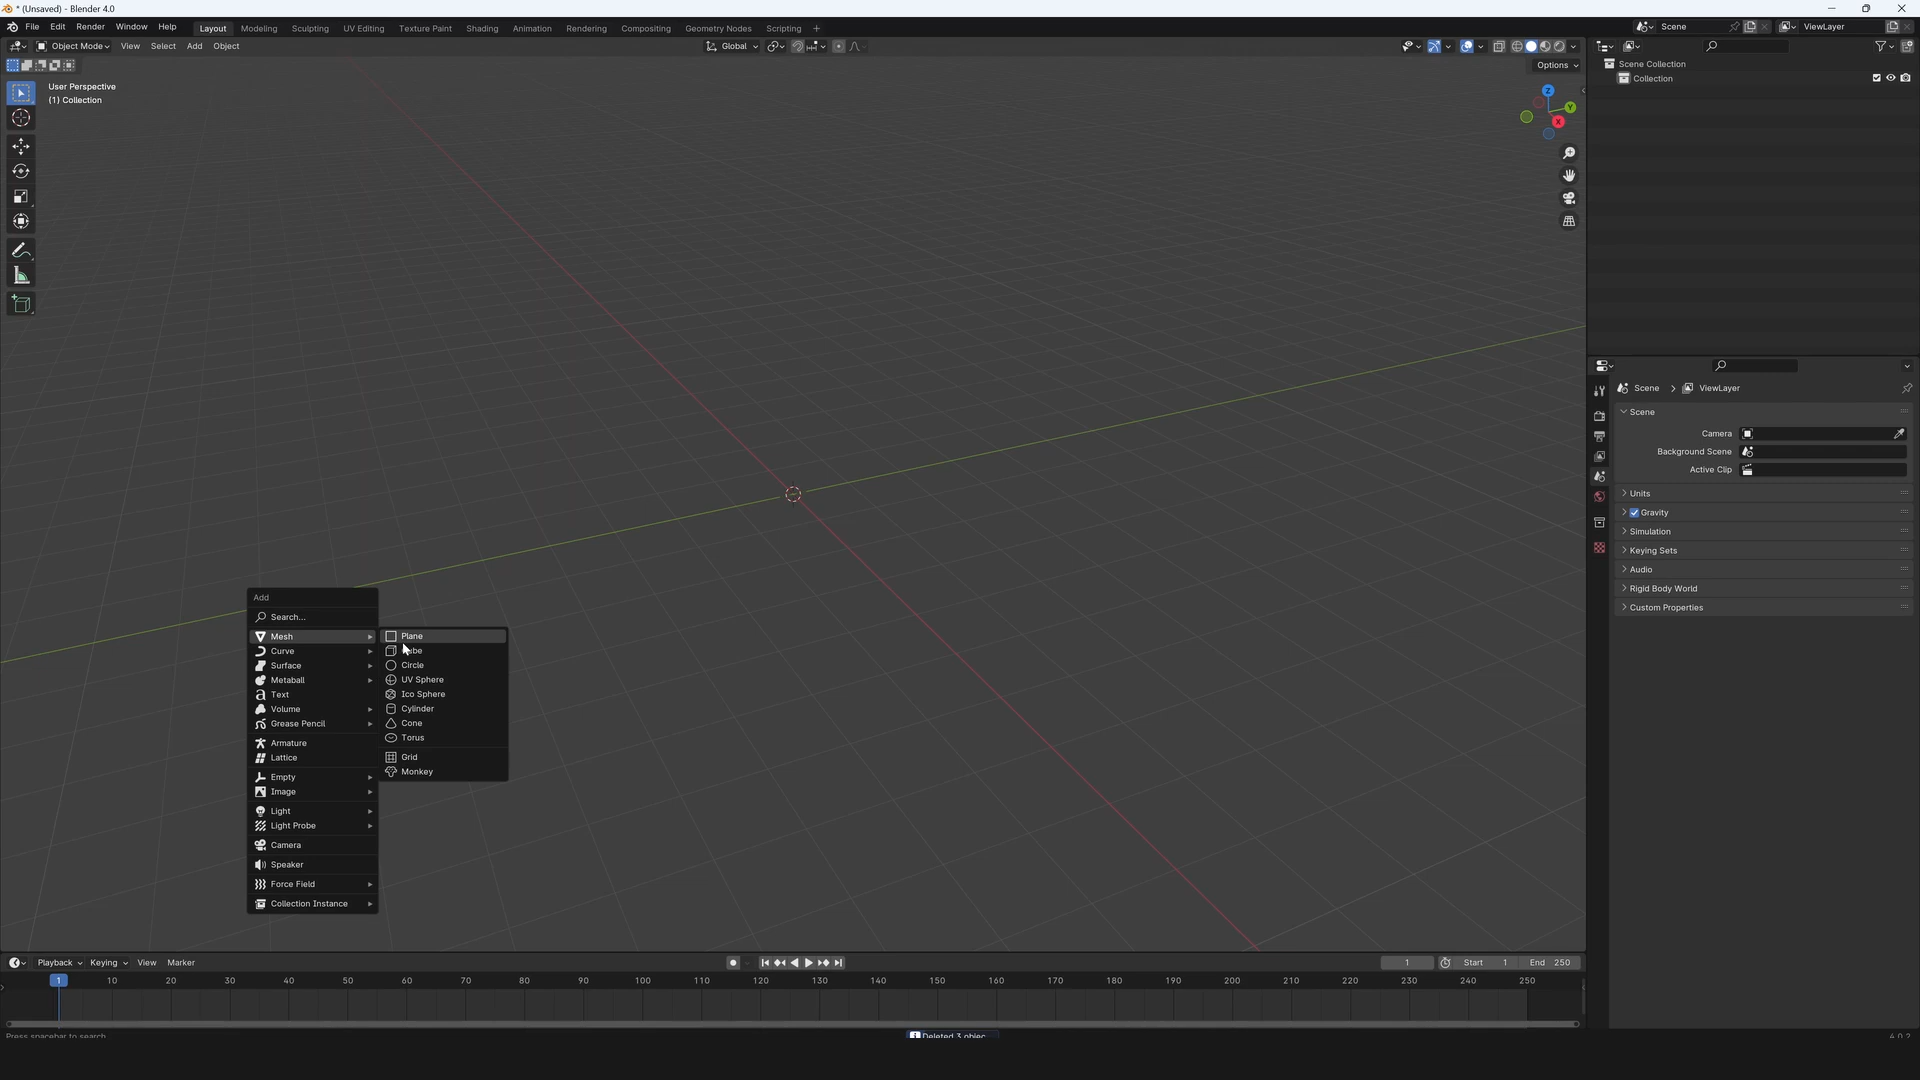 * (Unsaved) - Blender 4.0
File Edit Render Window Help Layout Modeling Sculpting UV Editing Texture Paint Shading Animation Rendering Compositing Geometry Nodes Scripting + Scene ViewLayer
Object Mode View Select Add Object Global
Options
User Perspective
(1) Collection
Z
Y
X
Scene Collection
Collection
Scene > ViewLayer
Scene
Camera
Background Scene
Active Clip
Units
Gravity
Simulation
Keying Sets
Audio
Rigid Body World
Custom Properties
Add
Search...
Mesh
Curve
Surface
Metaball
Text
Volume
Grease Pencil
Armature
Lattice
Empty
Image
Light
Light Probe
Camera
Speaker
Force Field
Collection Instance
Plane
Circle
UV Sphere
Ico Sphere
Cylinder
Cone
Torus
Grid
Monkey
Playback Keying View Marker 1 Start 1 End 250
1 10 20 30 40 50 60 70 80 90 100 110 120 130 140 150 160 170 180 190 200 210 220 230 240 250
Press spacebar to search Deleted 3 objec 4.0.2